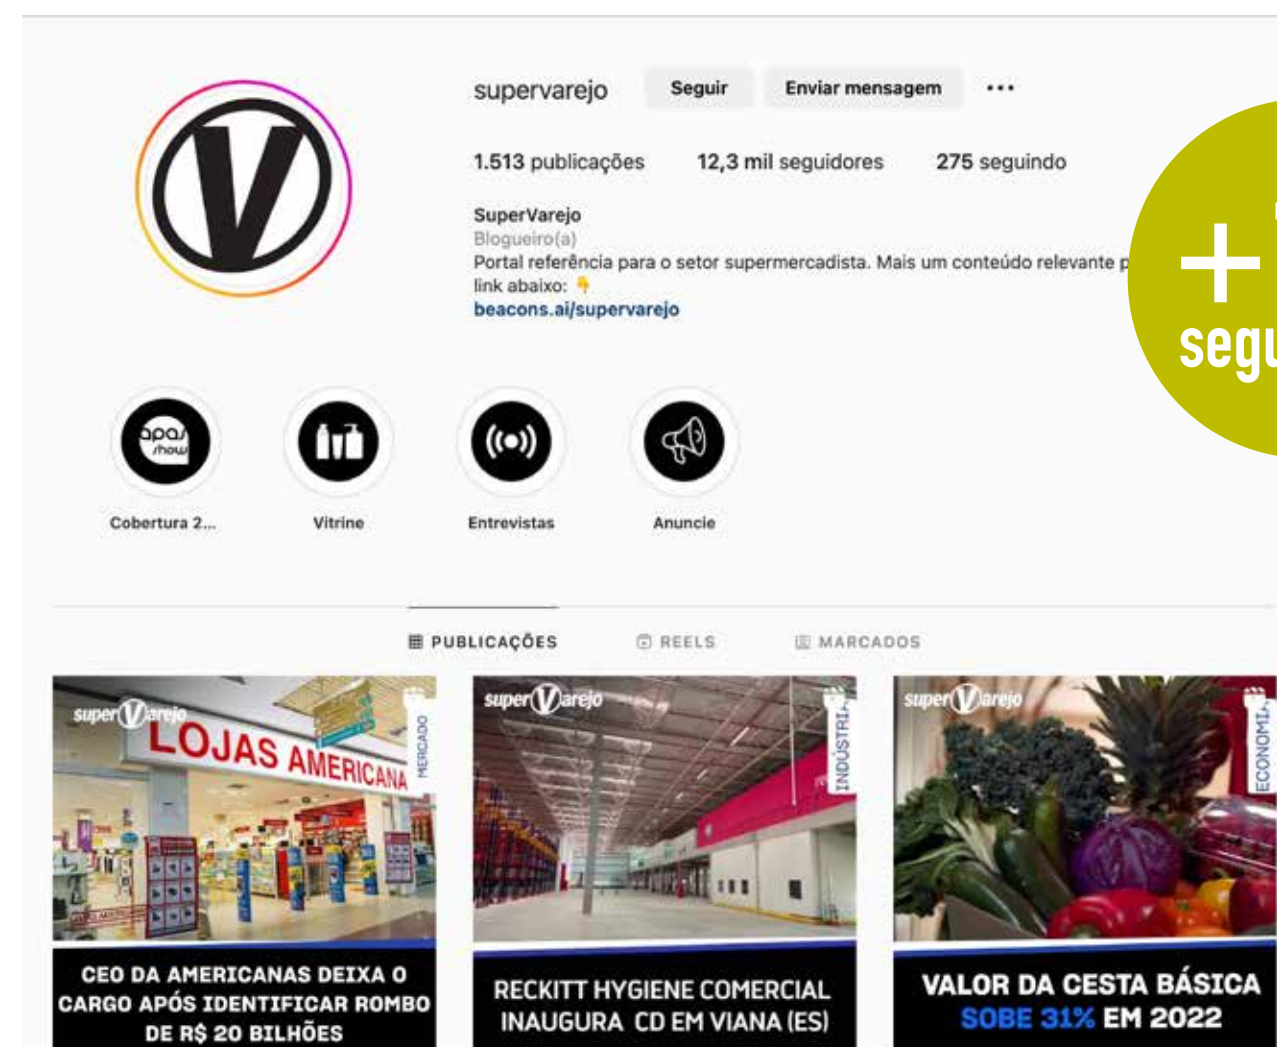 supervarejo Seguir Enviar mensagem
1.513 publicações 12,3 mil seguidores 275 seguindo
SuperVarejo
Blogueiro(a)
Portal referência para o setor supermercadista. Mais um conteúdo relevante p
link abaixo: 👇
beacons.ai/supervarejo
+
segu
apas
show
Cobertura 2... Vitrine Entrevistas Anuncie
PUBLICAÇÕES REELS MARCADOS
superVarejo
LOJAS AMERICANA
MERCADO
CEO DA AMERICANAS DEIXA O
CARGO APÓS IDENTIFICAR ROMBO
DE R$ 20 BILHÕES
superVarejo
INDÚSTRIA
RECKITT HYGIENE COMERCIAL
INAUGURA CD EM VIANA (ES)
superVarejo
ECONOMIA
VALOR DA CESTA BÁSICA
SOBE 31% EM 2022